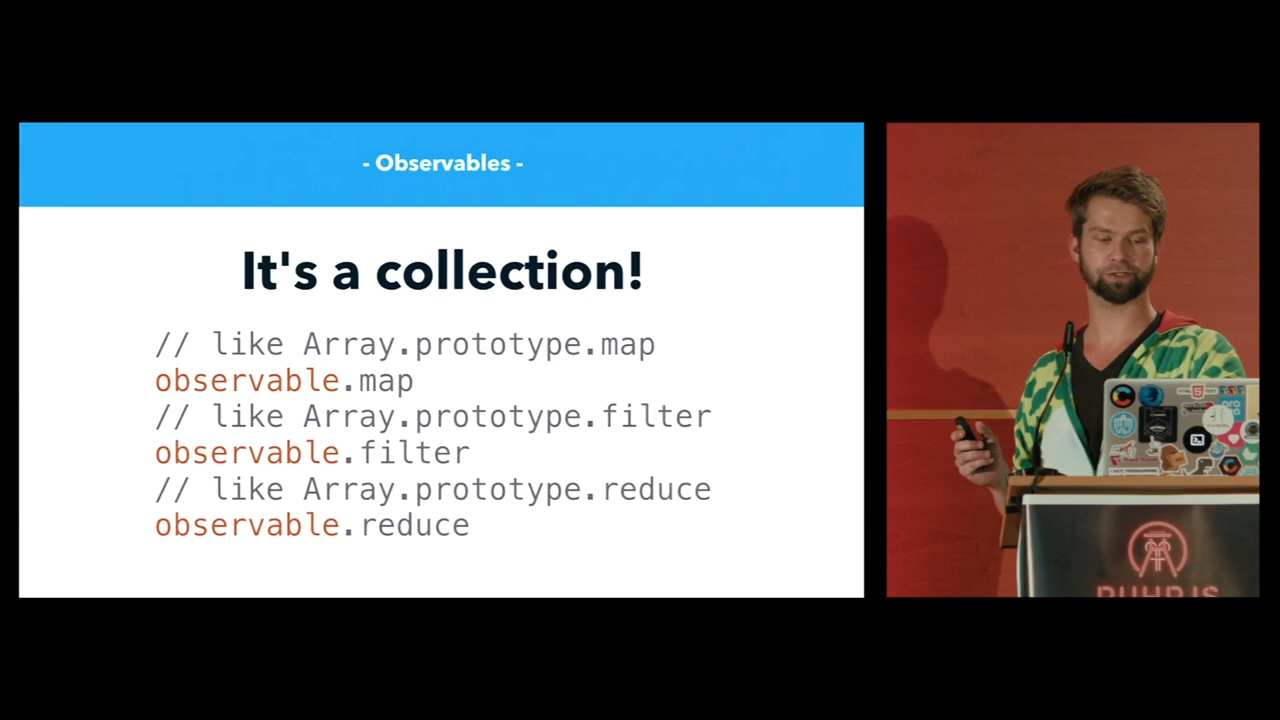 - Observables -
It's a collection!
// like Array.prototype.map
observable.map
// like Array.prototype.filter
observable.filter
// like Array.prototype.reduce
observable.reduce
RUHRJS